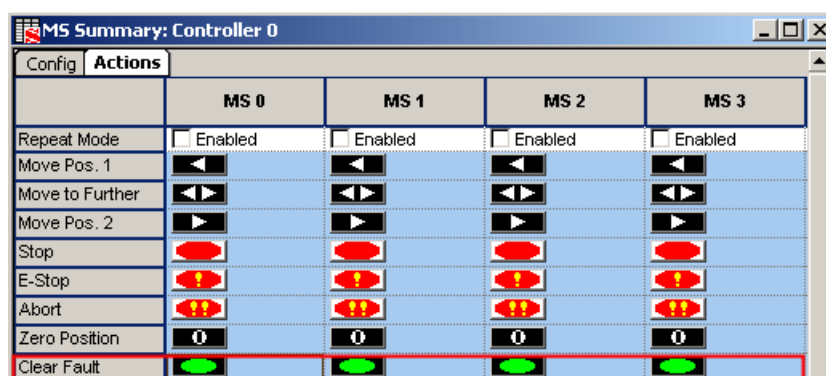 MS Summary: Controller 0
Config Actions
MS 0 MS 1 MS 2 MS 3
Repeat Mode Enabled Enabled Enabled Enabled
Move Pos. 1
Move to Further
Move Pos. 2
Stop
E-Stop ! ! ! !
Abort !! !! !! !!
Zero Position 0 0 0 0
Clear Fault